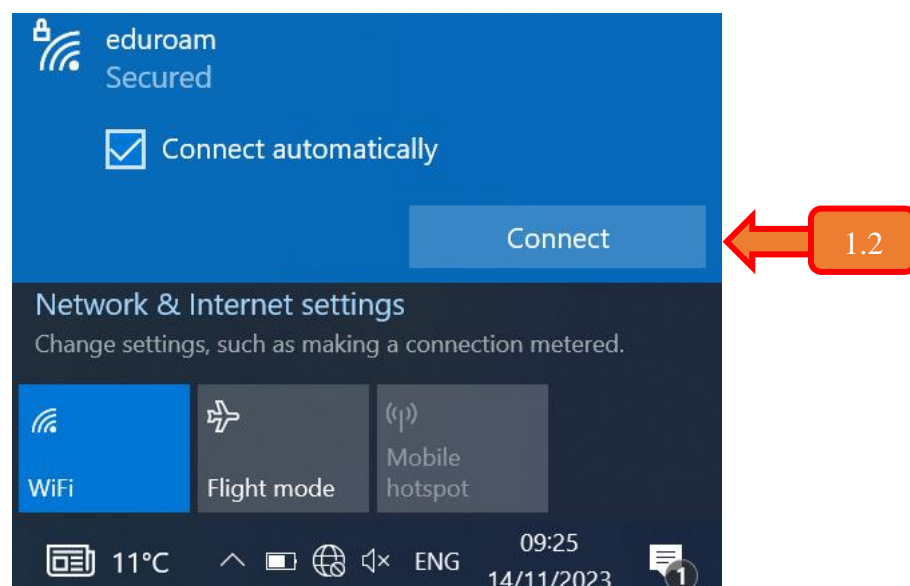 eduroam
Secured
Connect automatically
Connect
1.2
Network & Internet settings
Change settings, such as making a connection metered.
WiFi
Flight mode
Mobile
hotspot
11°C
ENG
09:25
14/11/2023
1